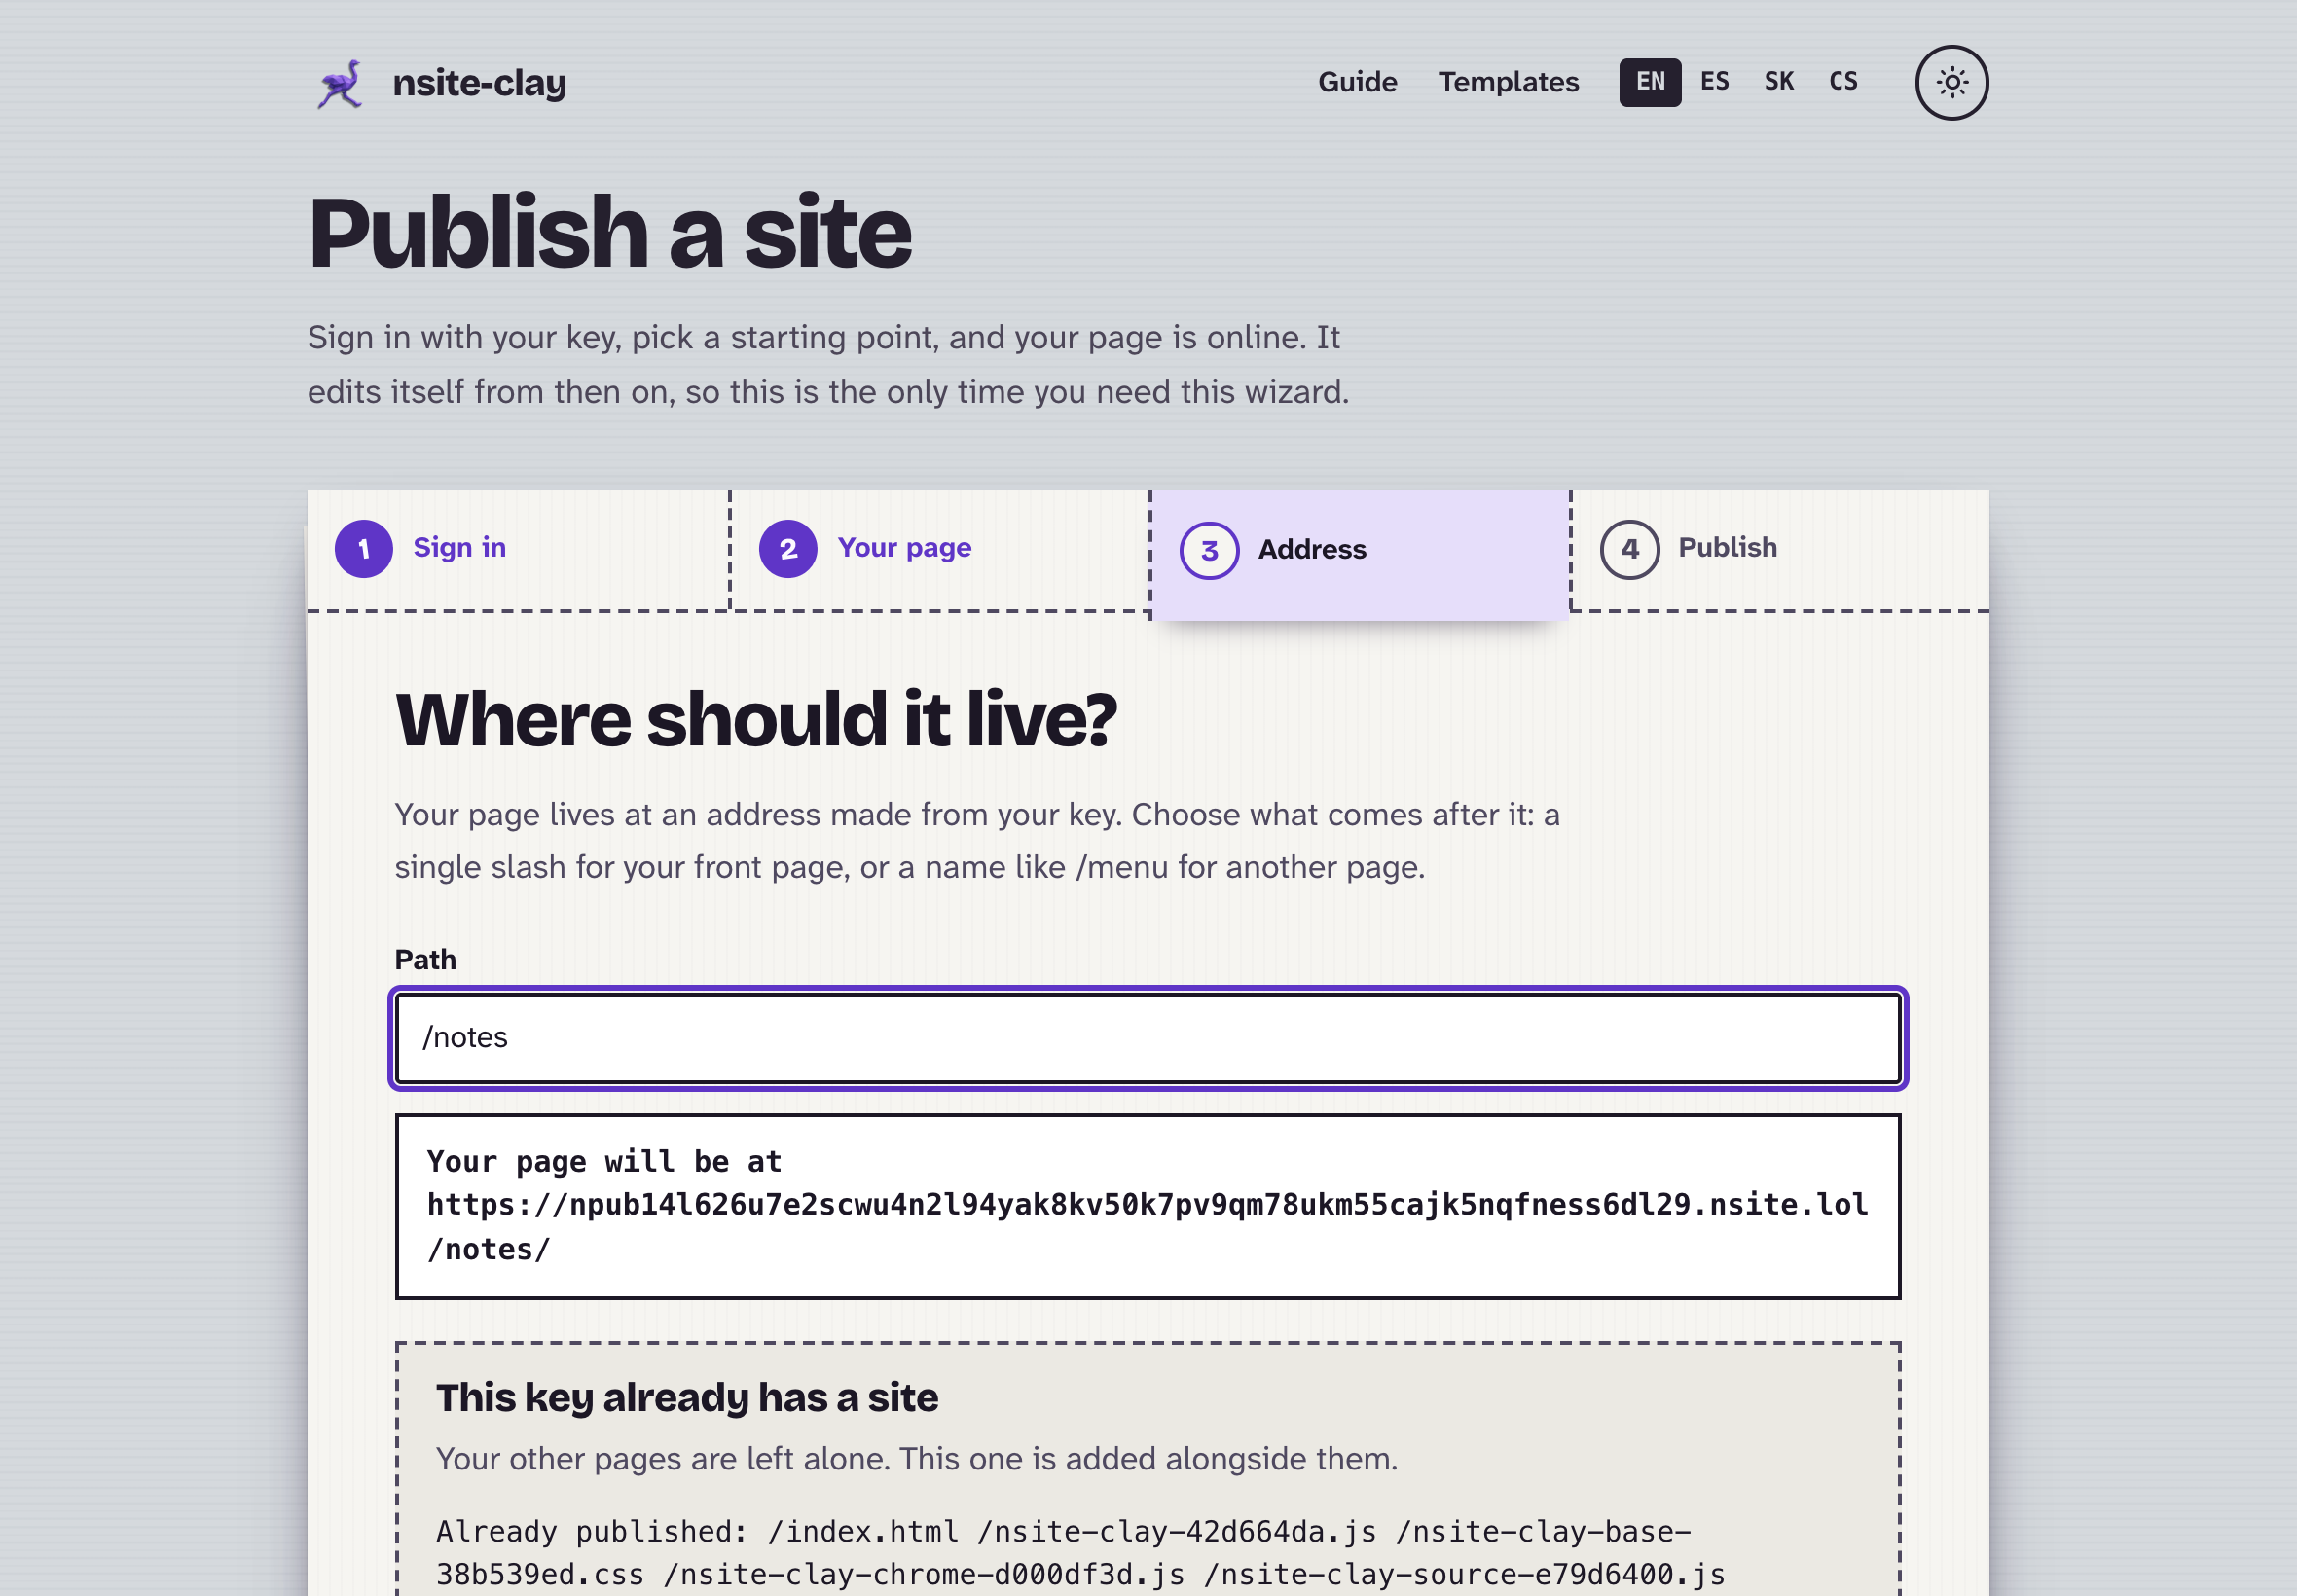 nsite-clay
Guide Templates EN ES SK CS
Publish a site
Sign in with your key, pick a starting point, and your page is online. It
edits itself from then on, so this is the only time you need this wizard.
1 Sign in 2 Your page 3 Address 4 Publish
Where should it live?
Your page lives at an address made from your key. Choose what comes after it: a
single slash for your front page, or a name like /menu for another page.
Path
/notes
Your page will be at
https://npub14l626u7e2scwu4n2l94yak8kv50k7pv9qm78ukm55cajk5nqfness6dl29.nsite.lol
/notes/
This key already has a site
Your other pages are left alone. This one is added alongside them.
Already published: /index.html /nsite-clay-42d664da.js /nsite-clay-base-
38b539ed.css /nsite-clay-chrome-d000df3d.js /nsite-clay-source-e79d6400.js